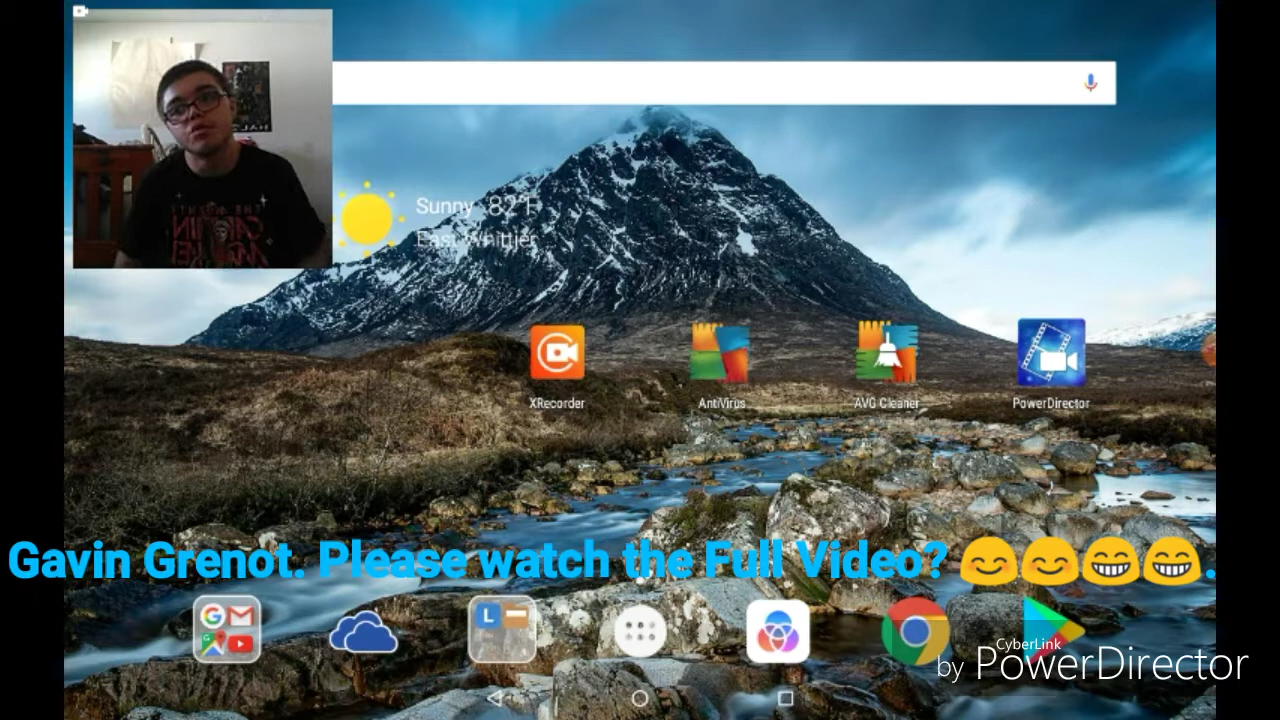 Sunny 82°F
East Whittier
XRecorder
AntiVirus
AVG Cleaner
PowerDirector
Gavin Grenot. Please watch the Full Video? 😊😊😁😁.
L
CyberLink
by PowerDirector